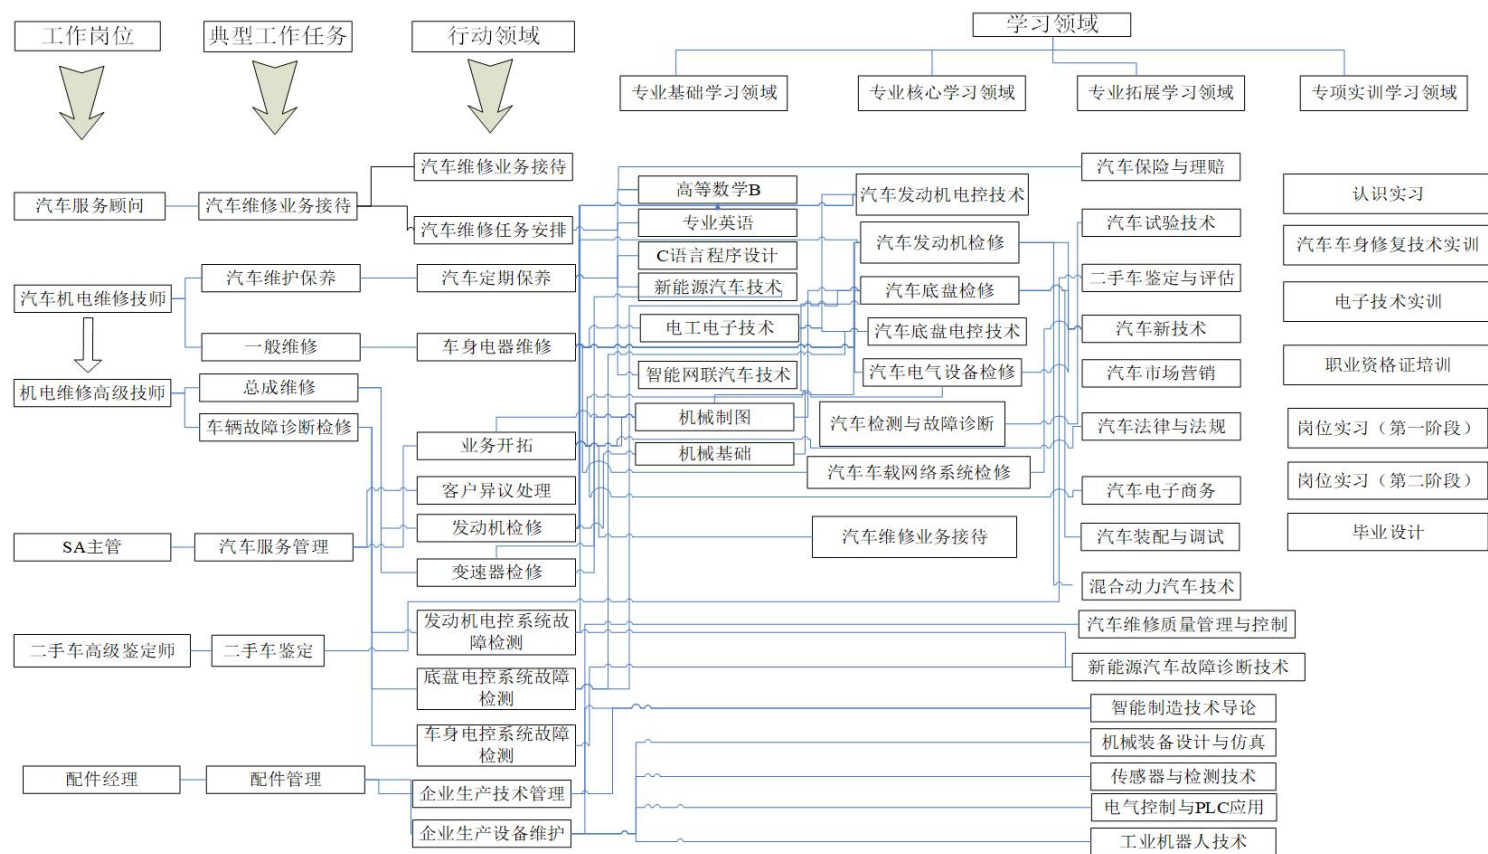 工作岗位
典型工作任务
行动领域
学习领域
专业基础学习领域
专业核心学习领域
专业拓展学习领域
专项实训学习领域
汽车服务顾问
汽车机电维修技师
机电维修高级技师
SA主管
二手车高级鉴定师
配件经理
汽车维修业务接待
汽车维护保养
一般维修
总成维修
车辆故障诊断检修
汽车服务管理
二手车鉴定
配件管理
汽车维修业务接待
汽车维修任务安排
汽车定期保养
车身电器维修
业务开拓
客户异议处理
发动机检修
变速器检修
发动机电控系统故
障检测
底盘电控系统故障
检测
车身电控系统故障
检测
企业生产技术管理
企业生产设备维护
高等数学B
专业英语
C语言程序设计
新能源汽车技术
电工电子技术
智能网联汽车技术
机械制图
机械基础
汽车发动机电控技术
汽车发动机检修
汽车底盘检修
汽车底盘电控技术
汽车电气设备检修
汽车检测与故障诊断
汽车车载网络系统检修
汽车维修业务接待
汽车保险与理赔
汽车试验技术
二手车鉴定与评估
汽车新技术
汽车市场营销
汽车法律与法规
汽车电子商务
汽车装配与调试
混合动力汽车技术
汽车维修质量管理与控制
新能源汽车故障诊断技术
智能制造技术导论
机械装备设计与仿真
传感器与检测技术
电气控制与PLC应用
工业机器人技术
认识实习
汽车车身修复技术实训
电子技术实训
职业资格证培训
岗位实习（第一阶段）
岗位实习（第二阶段）
毕业设计